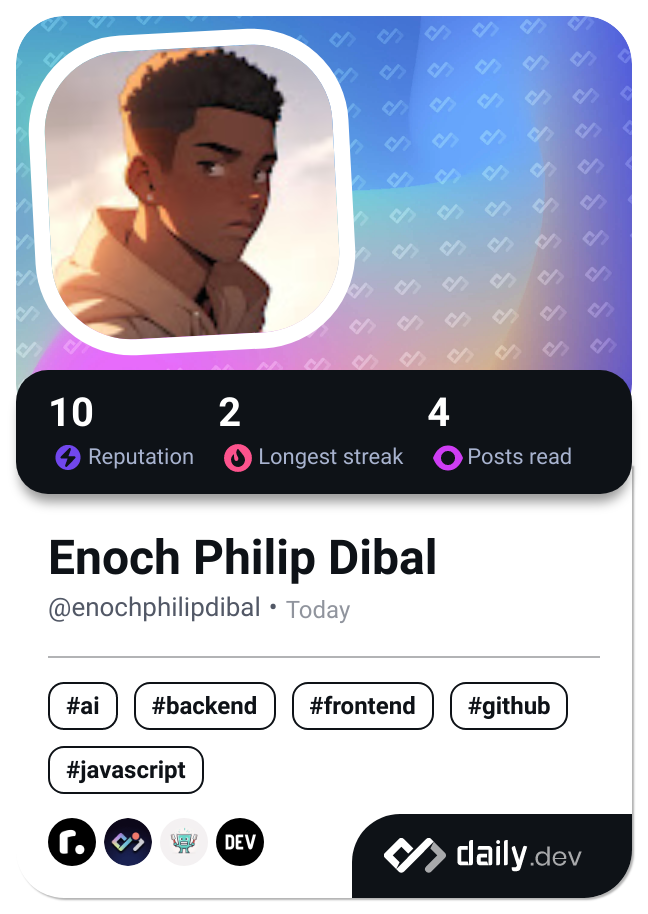 10 2 4
Reputation Longest streak Posts read
Enoch Philip Dibal
@enochphilipdibal • Today
#ai #backend #frontend #github
#javascript
r. DEV
daily.dev